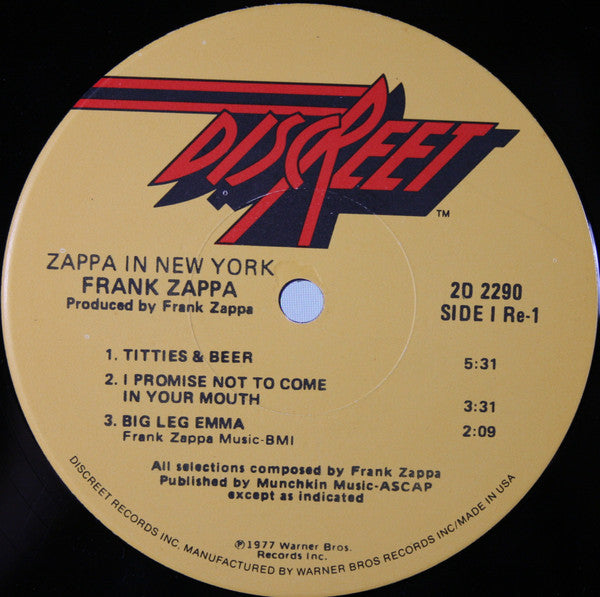 DISCREET
TM
ZAPPA IN NEW YORK
FRANK ZAPPA
Produced by Frank Zappa
2D 2290
SIDE I Re-1
1. TITTIES & BEER 5:31
2. I PROMISE NOT TO COME
IN YOUR MOUTH 3:31
3. BIG LEG EMMA 2:09
Frank Zappa Music-BMI
All selections composed by Frank Zappa
Published by Munchkin Music-ASCAP
except as indicated
℗1977 Warner Bros.
Records Inc.
DISCREET RECORDS INC. MANUFACTURED BY WARNER BROS RECORDS INC/MADE IN USA